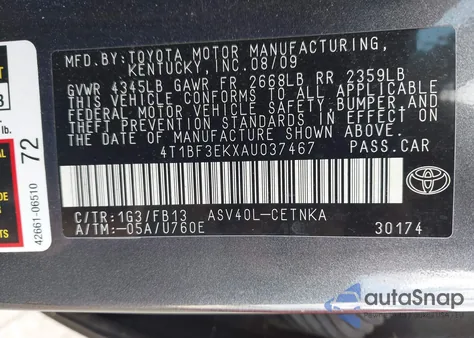 MFD.BY: TOYOTA MOTOR MANUFACTURING,
KENTUCKY, INC. 08/09
GVWR 4345LB GAWR FR 2668LB RR 2359LB
THIS VEHICLE CONFORMS TO ALL APPLICABLE
FEDERAL MOTOR VEHICLE SAFETY, BUMPER, AND
THEFT PREVENTION STANDARDS IN EFFECT ON
THE DATE OF MANUFACTURE SHOWN ABOVE.
4T1BF3EKXAU037467 PASS.CAR
C/TR:1G3/FB13 ASV40L-CETNKA
A/TM:-05A/U760E 30174
TOYOTA
72
42661-06510
autoSnap